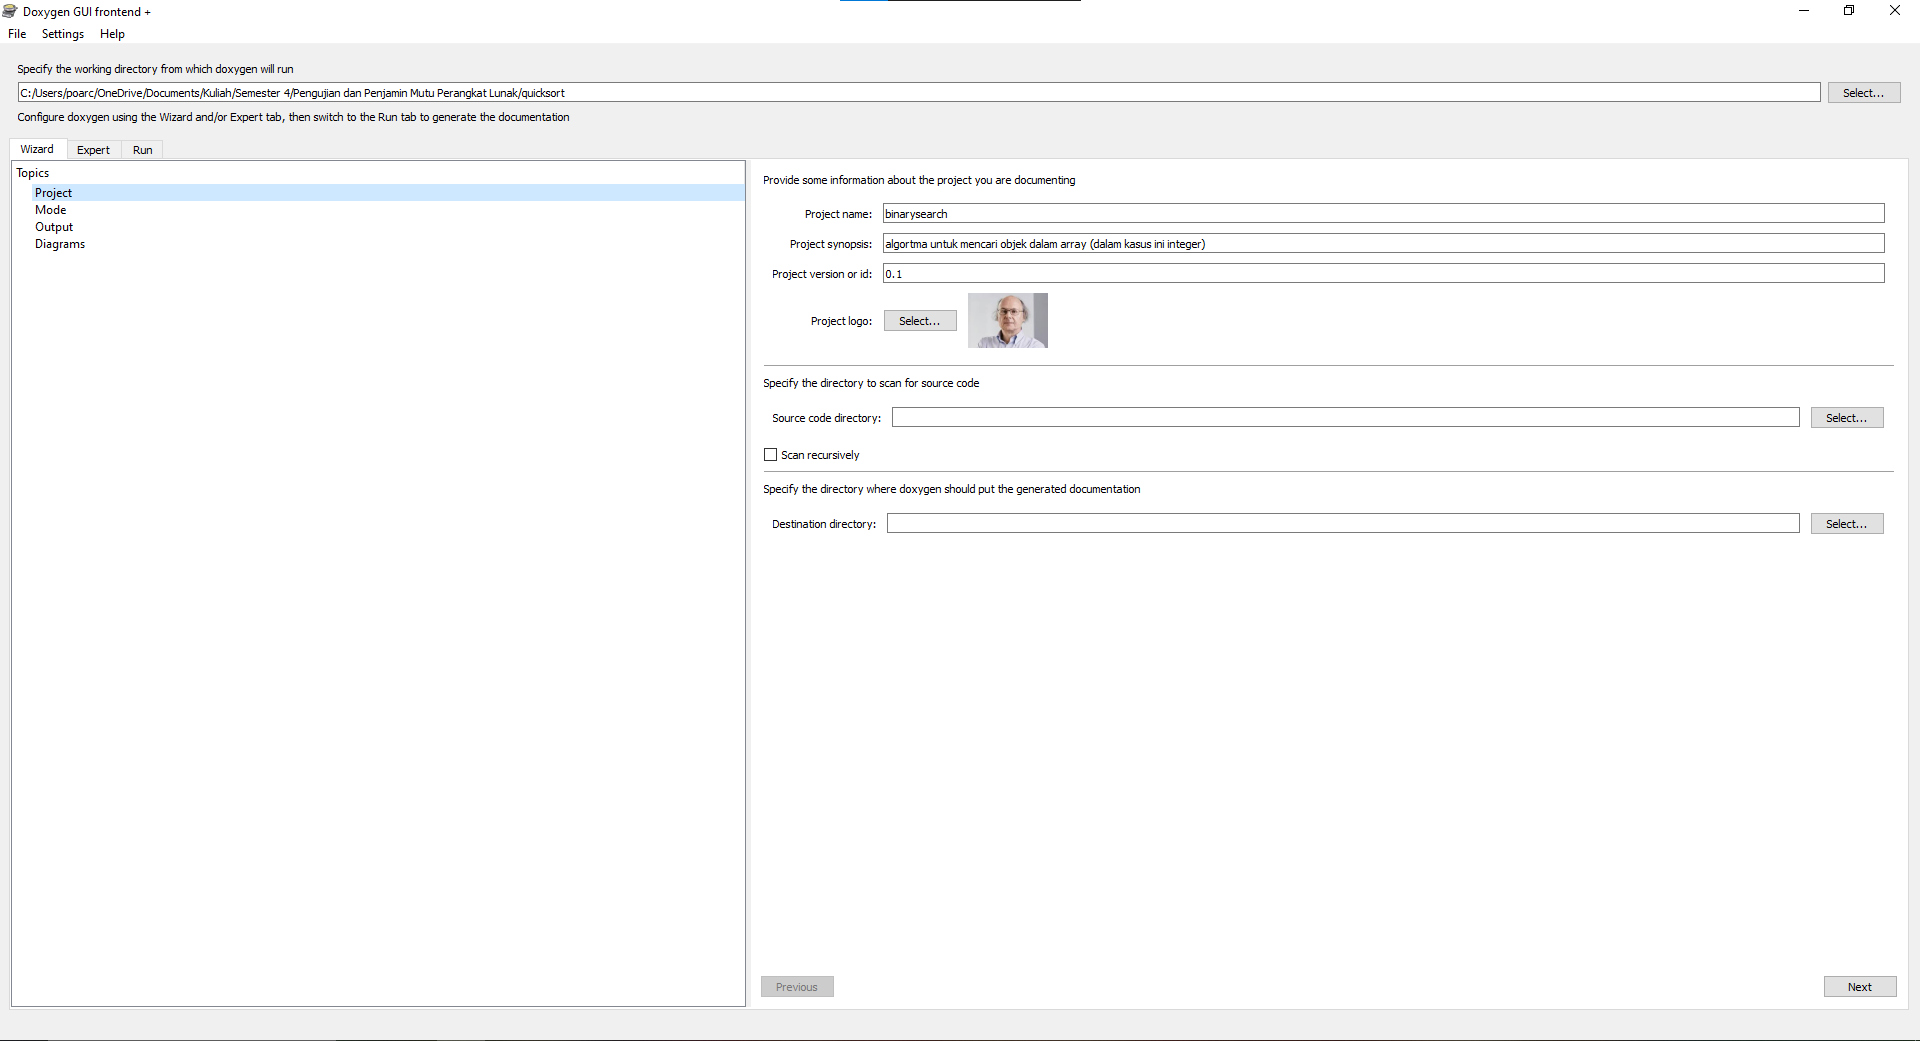 Doxygen GUI frontend +
File Settings Help
Specify the working directory from which doxygen will run
C:/Users/poarc/OneDrive/Documents/Kuliah/Semester 4/Pengujian dan Penjamin Mutu Perangkat Lunak/quicksort Select...
Configure doxygen using the Wizard and/or Expert tab, then switch to the Run tab to generate the documentation
Wizard Expert Run
Topics
Project
Mode
Output
Diagrams
Provide some information about the project you are documenting
Project name: binarysearch
Project synopsis: algortma untuk mencari objek dalam array (dalam kasus ini integer)
Project version or id: 0.1
Project logo: Select...
Specify the directory to scan for source code
Source code directory: Select...
Scan recursively
Specify the directory where doxygen should put the generated documentation
Destination directory: Select...
Previous Next